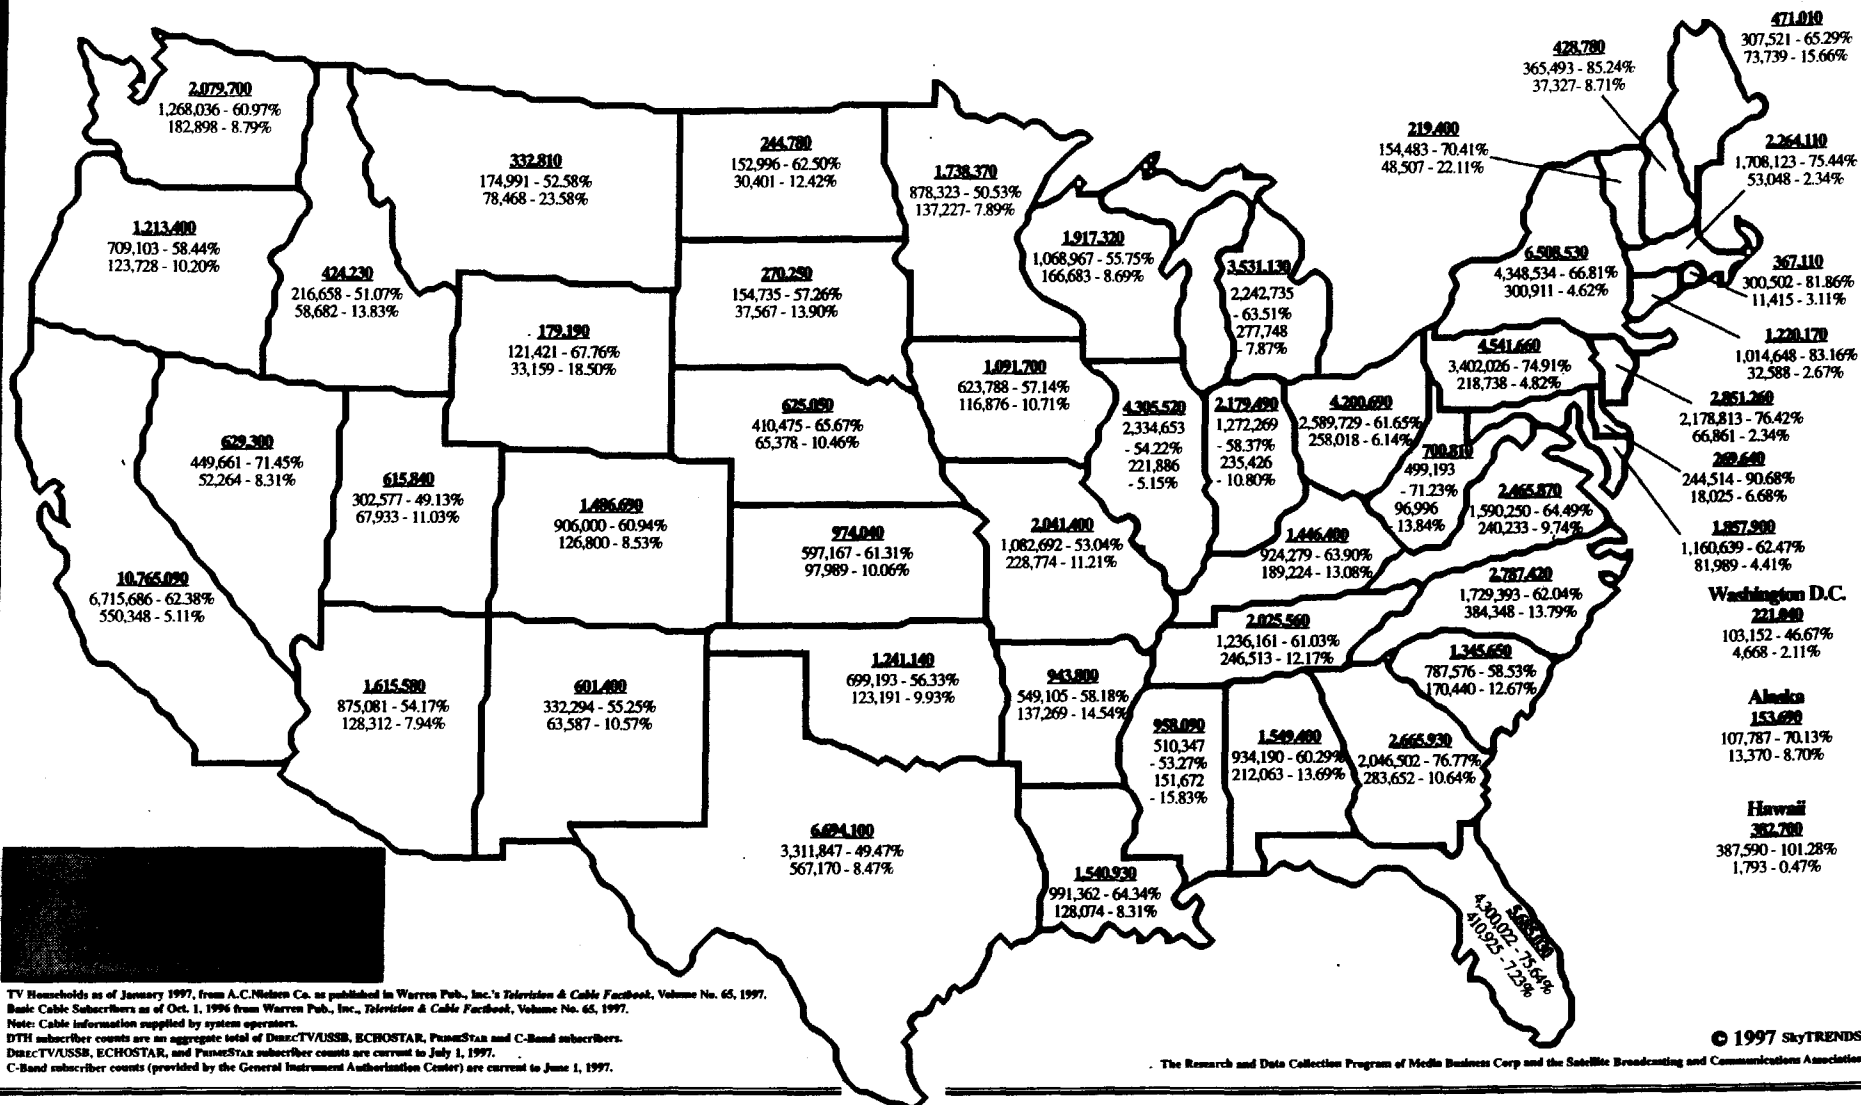 2,079,700
1,268,036 - 60.97%
182,898 - 8.79%
1,213,400
709,103 - 58.44%
123,728 - 10.20%
424,230
216,658 - 51.07%
58,682 - 13.83%
332,810
174,991 - 52.58%
78,468 - 23.58%
179,190
121,421 - 67.76%
33,159 - 18.50%
629,300
449,661 - 71.45%
52,264 - 8.31%
615,840
302,577 - 49.13%
67,933 - 11.03%
10,765,090
6,715,686 - 62.38%
550,348 - 5.11%
1,486,690
906,000 - 60.94%
126,800 - 8.53%
1,615,580
875,081 - 54.17%
128,312 - 7.94%
601,400
332,294 - 55.25%
63,587 - 10.57%
244,780
152,996 - 62.50%
30,401 - 12.42%
270,250
154,735 - 57.26%
37,567 - 13.90%
625,050
410,475 - 65.67%
65,378 - 10.46%
974,040
597,167 - 61.31%
97,989 - 10.06%
1,241,140
699,193 - 56.33%
123,191 - 9.93%
6,694,100
3,311,847 - 49.47%
567,170 - 8.47%
1,738,370
878,323 - 50.53%
137,227- 7.89%
1,091,700
623,788 - 57.14%
116,876 - 10.71%
2,041,400
1,082,692 - 53.04%
228,774 - 11.21%
943,800
549,105 - 58.18%
137,269 - 14.54%
1,540,930
991,362 - 64.34%
128,074 - 8.31%
1,917,320
1,068,967 - 55.75%
166,683 - 8.69%
4,305,520
2,334,653
- 54.22%
221,886
- 5.15%
3,531,130
2,242,735
- 63.51%
277,748
- 7.87%
2,179,490
1,272,269
- 58.37%
235,426
- 10.80%
4,200,690
2,589,729 - 61.65%
258,018 - 6.14%
1,446,400
924,279 - 63.90%
189,224 - 13.08%
2,025,560
1,236,161 - 61.03%
246,513 - 12.17%
958,090
510,347
- 53.27%
151,672
- 15.83%
1,549,480
934,190 - 60.29%
212,063 - 13.69%
2,665,930
2,046,502 - 76.77%
283,652 - 10.64%
4,300,022 - 75.64%
410,925 - 7.23%
1,345,650
787,576 - 58.53%
170,440 - 12.67%
2,787,420
1,729,393 - 62.04%
384,348 - 13.79%
2,465,870
1,590,250 - 64.49%
240,233 - 9.74%
700,810
499,193
- 71.23%
96,996
- 13.84%
4,541,660
3,402,026 - 74.91%
218,738 - 4.82%
6,508,530
4,348,534 - 66.81%
300,911 - 4.62%
219,400
154,483 - 70.41%
48,507 - 22.11%
428,780
365,493 - 85.24%
37,327- 8.71%
471,010
307,521 - 65.29%
73,739 - 15.66%
2,264,110
1,708,123 - 75.44%
53,048 - 2.34%
367,110
300,502 - 81.86%
11,415 - 3.11%
1,220,170
1,014,648 - 83.16%
32,588 - 2.67%
2,851,260
2,178,813 - 76.42%
66,861 - 2.34%
269,640
244,514 - 90.68%
18,025 - 6.68%
1,857,900
1,160,639 - 62.47%
81,989 - 4.41%
Washington D.C.
221,040
103,152 - 46.67%
4,668 - 2.11%
Alaska
153,690
107,787 - 70.13%
13,370 - 8.70%
Hawaii
382,700
387,590 - 101.28%
1,793 - 0.47%
TV Households as of January 1997, from A.C.Nielsen Co. as published in Warren Pub., Inc.'s Television & Cable Factbook, Volume No. 65, 1997.
Basic Cable Subscribers as of Oct. 1, 1996 from Warren Pub., Inc., Television & Cable Factbook, Volume No. 65, 1997.
Note: Cable information supplied by system operators.
DTH subscriber counts are an aggregate total of DirecTV/USSB, ECHOSTAR, PrimeStar and C-Band subscribers.
DirecTV/USSB, ECHOSTAR, and PrimeStar subscriber counts are current to July 1, 1997.
C-Band subscriber counts (provided by the General Instrument Authorization Center) are current to June 1, 1997.
© 1997 SkyTRENDS
The Research and Data Collection Program of Media Business Corp and the Satellite Broadcasting and Communications Association